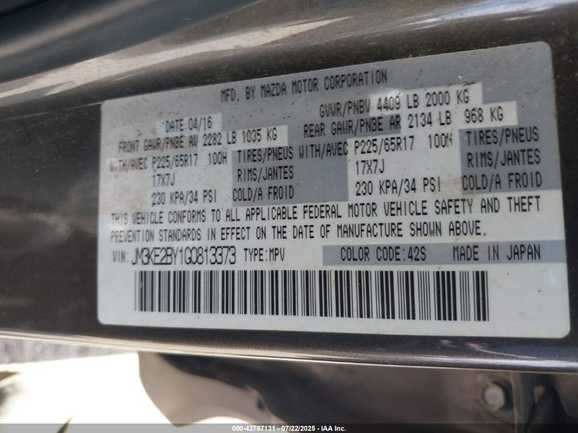 MFD. BY MAZDA MOTOR CORPORATION
DATE 04/16 GVWR/PNBV 4409 LB 2000 KG
FRONT GAWR/PNBE AV 2282 LB 1035 KG REAR GAWR/PNBE AR 2134 LB 968 KG
WITH/AVEC P225/65R17 100H TIRES/PNEUS WITH/AVEC P225/65R17 100H TIRES/PNEUS
17X7J RIMS/JANTES 17X7J RIMS/JANTES
230 KPA/34 PSI COLD/A FROID 230 KPA/34 PSI COLD/A FROID
THIS VEHICLE CONFORMS TO ALL APPLICABLE FEDERAL MOTOR VEHICLE SAFETY AND THEFT
PREVENTION STANDARDS IN EFFECT ON THE DATE OF MANUFACTURE SHOWN ABOVE.
VIN: JM3KE2BY1G0813373 TYPE:MPV COLOR CODE:42S MADE IN JAPAN
000-42787131 - 07/22/2025 - IAA Inc.